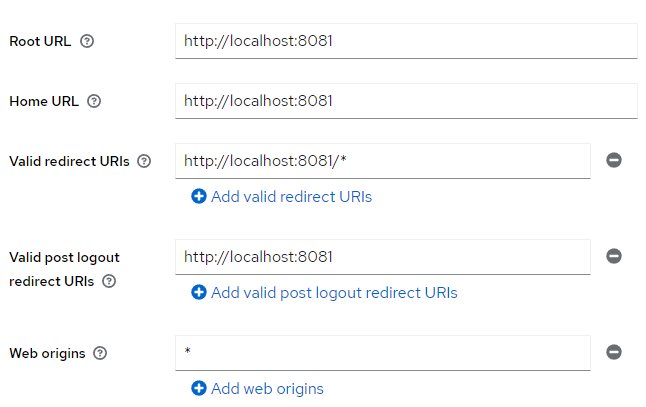 Root URL http://localhost:8081
Home URL http://localhost:8081
Valid redirect URIs http://localhost:8081/*
Add valid redirect URIs
Valid post logout redirect URIs http://localhost:8081
Add valid post logout redirect URIs
Web origins *
Add web origins